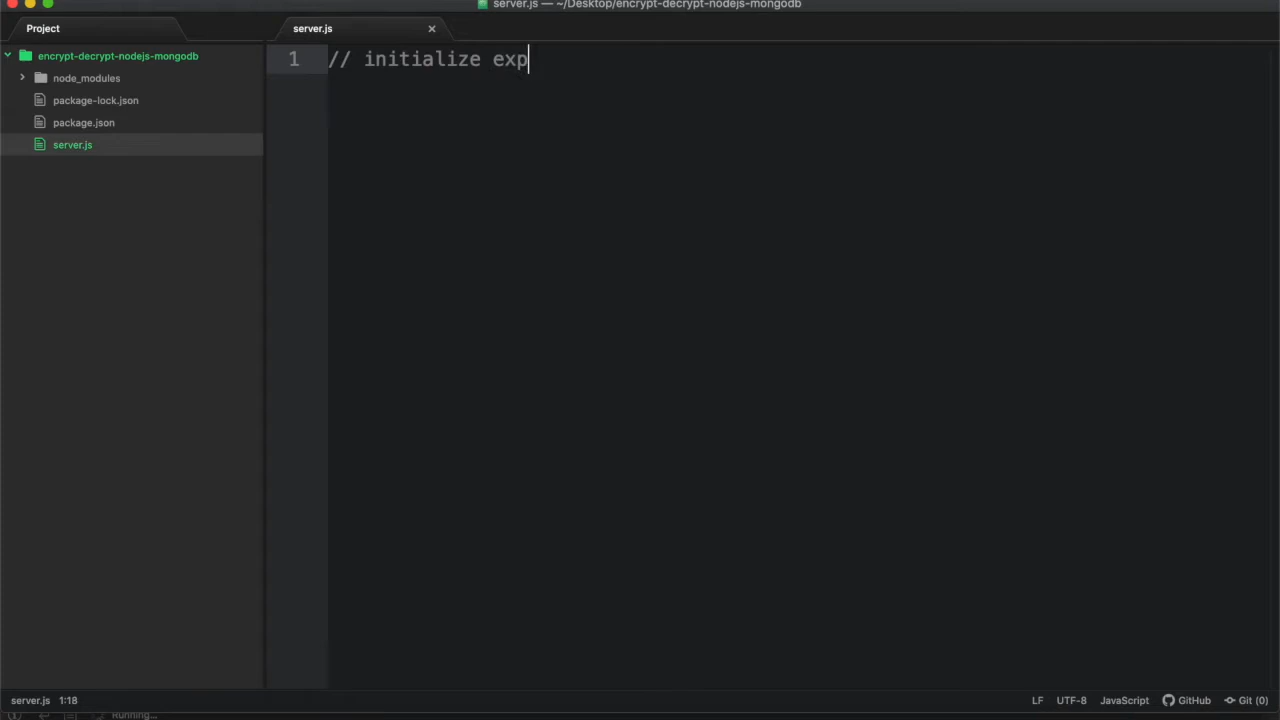 server.js — ~/Desktop/encrypt-decrypt-nodejs-mongodb
Project
server.js
encrypt-decrypt-nodejs-mongodb
node_modules
package-lock.json
package.json
server.js
1
// initialize exp
server.js 1:18
LF UTF-8 JavaScript GitHub Git (0)
Running...